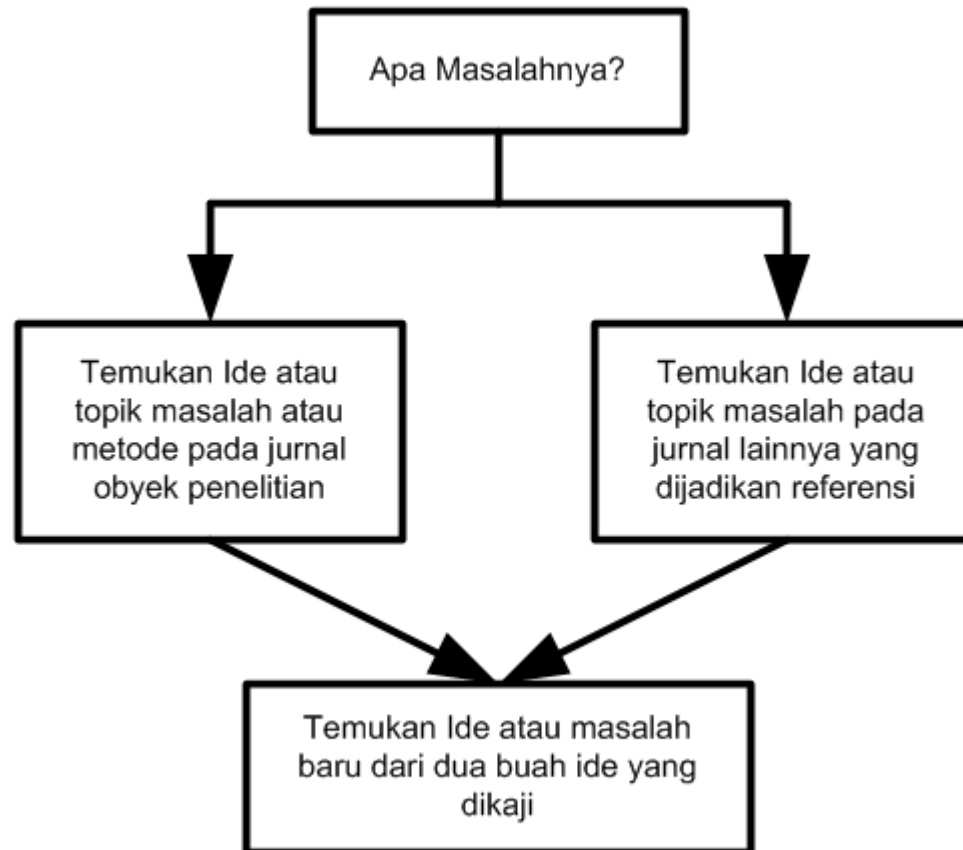 Apa Masalahnya?
Temukan Ide atau
topik masalah atau
metode pada jurnal
obyek penelitian
Temukan Ide atau
topik masalah pada
jurnal lainnya yang
dijadikan referensi
Temukan Ide atau masalah
baru dari dua buah ide yang
dikaji